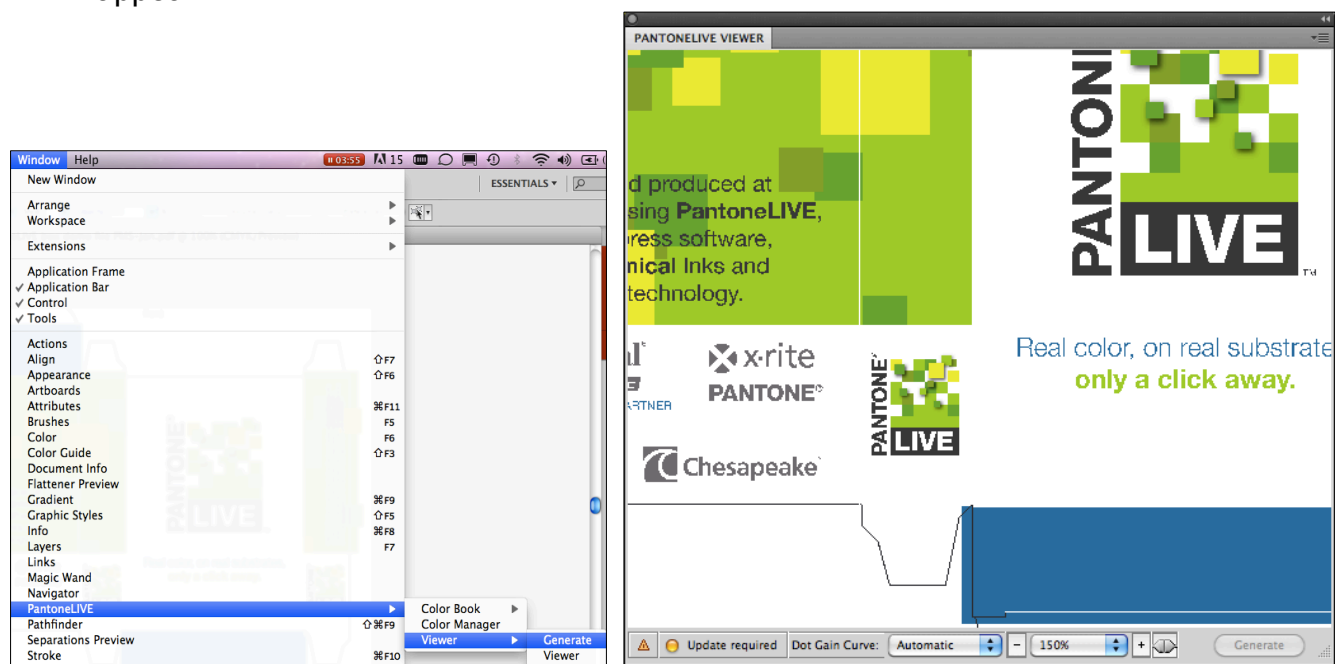 Window Help 03:55 15
New Window
ESSENTIALS
Arrange
Workspace
Extensions
Application Frame
✓ Application Bar
✓ Control
✓ Tools
Actions
Align ⇧F7
Appearance ⇧F6
Artboards
Attributes ⌘F11
Brushes F5
Color F6
Color Guide ⇧F3
Document Info
Flattener Preview
Gradient ⌘F9
Graphic Styles ⇧F5
Info ⌘F8
Layers F7
Links
Magic Wand
Navigator
PantoneLIVE
Pathfinder ⇧⌘F9
Separations Preview
Stroke ⌘F10
Color Book
Color Manager
Viewer
Generate
Viewer
PANTONELIVE VIEWER
d produced at
sing PantoneLIVE,
ress software,
nical Inks and
technology.
PANTONE
LIVE
TM
Real color, on real substrate
only a click away.
x·rite
PANTONE®
ARTNER
PANTONE
LIVE
Chesapeake
Update required Dot Gain Curve: Automatic − 150% + Generate